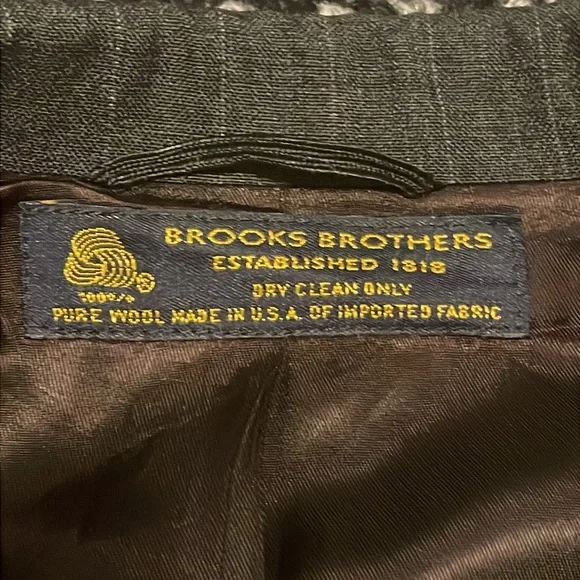 BROOKS BROTHERS
ESTABLISHED 1818
DRY CLEAN ONLY
100% ®
PURE WOOL MADE IN U.S.A. OF IMPORTED FABRIC